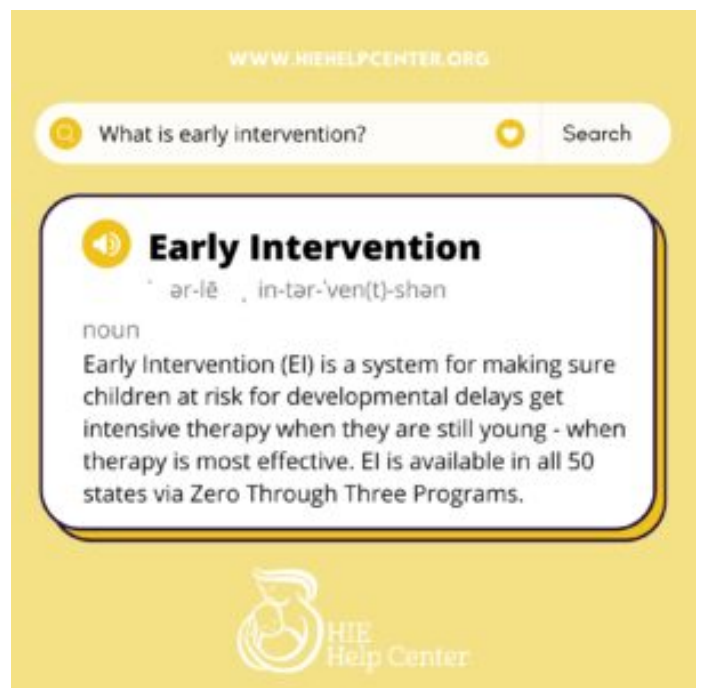 WWW.HIEHELPCENTER.ORG
What is early intervention?
Search
Early Intervention
ˈ ər-lē ˌ in-tər-ˈven(t)-shən
noun
Early Intervention (EI) is a system for making sure
children at risk for developmental delays get
intensive therapy when they are still young - when
therapy is most effective. EI is available in all 50
states via Zero Through Three Programs.
HIE
Help Center